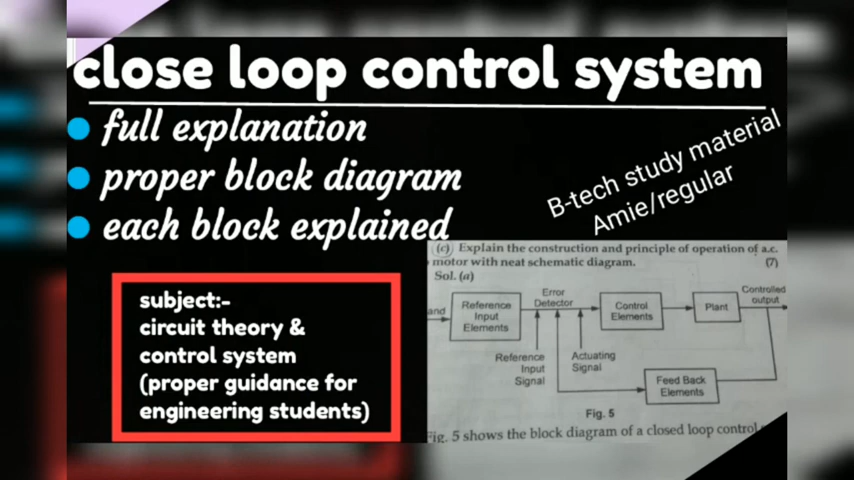 close loop control system
full explanation
proper block diagram
each block explained
B-tech study material
Amie/regular
subject:-
circuit theory &
control system
(proper guidance for
engineering students)
(c) Explain the construction and principle of operation of a.c.
motor with neat schematic diagram. (7)
Sol. (a)
Reference
Input
Elements
Error
Detector
Control
Elements
Plant
Controlled
output
Reference
Input
Signal
Actuating
Signal
Feed Back
Elements
Fig. 5
Fig. 5 shows the block diagram of a closed loop control